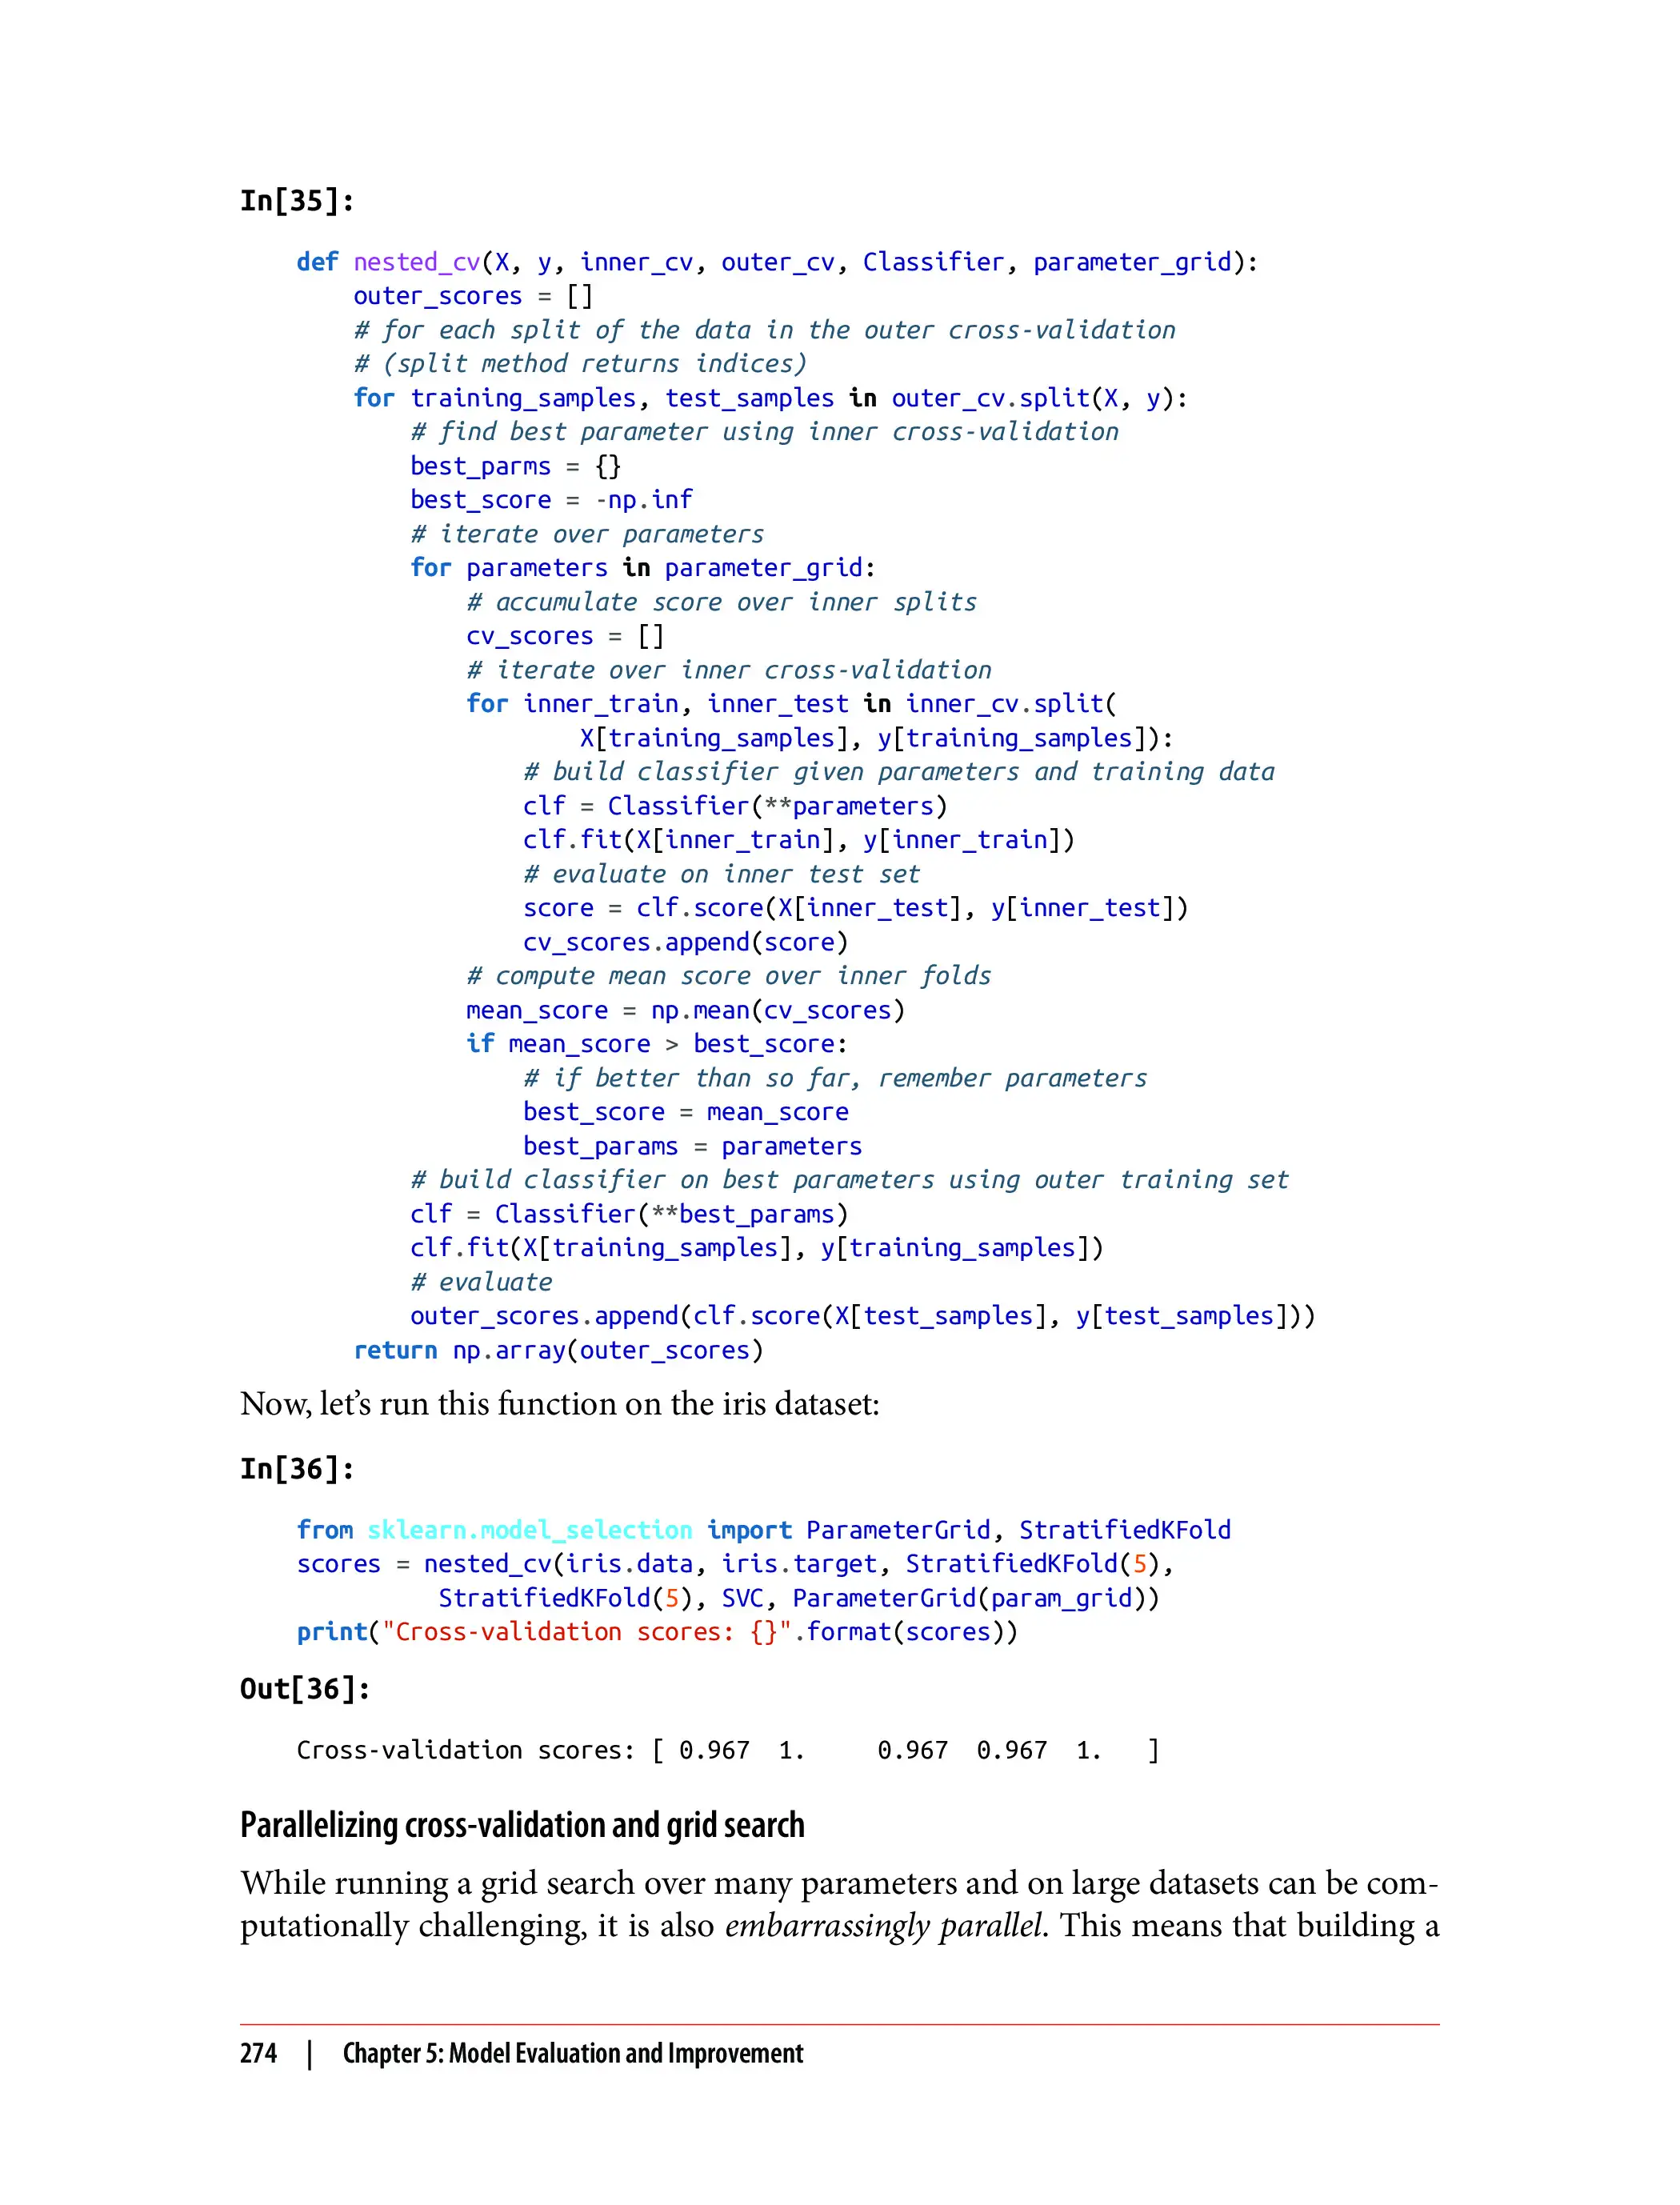 In[35]:
def nested_cv(X, y, inner_cv, outer_cv, Classifier, parameter_grid):
    outer_scores = []
    # for each split of the data in the outer cross-validation
    # (split method returns indices)
    for training_samples, test_samples in outer_cv.split(X, y):
        # find best parameter using inner cross-validation
        best_parms = {}
        best_score = -np.inf
        # iterate over parameters
        for parameters in parameter_grid:
            # accumulate score over inner splits
            cv_scores = []
            # iterate over inner cross-validation
            for inner_train, inner_test in inner_cv.split(
                    X[training_samples], y[training_samples]):
                # build classifier given parameters and training data
                clf = Classifier(**parameters)
                clf.fit(X[inner_train], y[inner_train])
                # evaluate on inner test set
                score = clf.score(X[inner_test], y[inner_test])
                cv_scores.append(score)
            # compute mean score over inner folds
            mean_score = np.mean(cv_scores)
            if mean_score > best_score:
                # if better than so far, remember parameters
                best_score = mean_score
                best_params = parameters
        # build classifier on best parameters using outer training set
        clf = Classifier(**best_params)
        clf.fit(X[training_samples], y[training_samples])
        # evaluate
        outer_scores.append(clf.score(X[test_samples], y[test_samples]))
    return np.array(outer_scores)
Now, let’s run this function on the iris dataset:
In[36]:
from sklearn.model_selection import ParameterGrid, StratifiedKFold
scores = nested_cv(iris.data, iris.target, StratifiedKFold(5),
          StratifiedKFold(5), SVC, ParameterGrid(param_grid))
print("Cross-validation scores: {}".format(scores))
Out[36]:
Cross-validation scores: [ 0.967  1.     0.967  0.967  1.   ]
Parallelizing cross-validation and grid search
While running a grid search over many parameters and on large datasets can be com-
putationally challenging, it is also embarrassingly parallel. This means that building a
274 | Chapter 5: Model Evaluation and Improvement